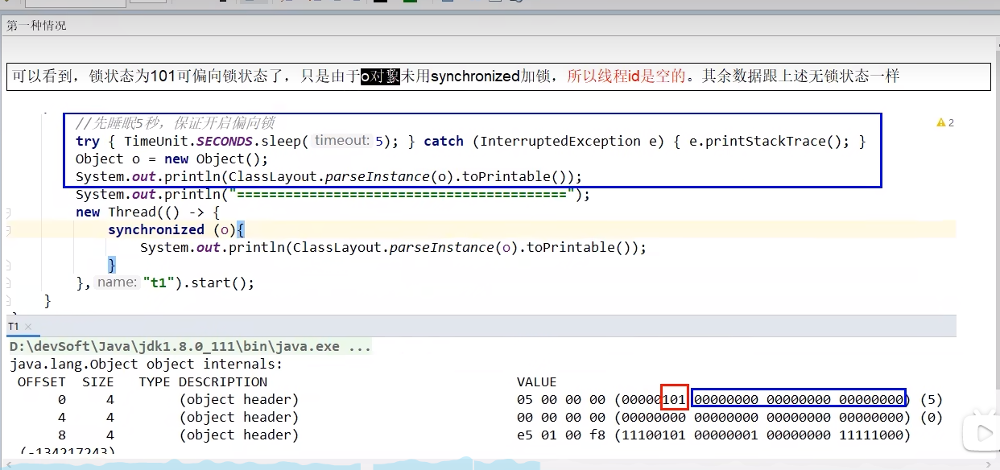 第一种情况
可以看到，锁状态为101可偏向锁状态了，只是由于o对象未用synchronized加锁，所以线程id是空的。其余数据跟上述无锁状态一样
//先睡眠5秒，保证开启偏向锁
2
try { TimeUnit.SECONDS.sleep( timeout: 5); } catch (InterruptedException e) { e.printStackTrace(); }
Object o = new Object();
System.out.println(ClassLayout.parseInstance(o).toPrintable());
System.out.println("=========================================");
new Thread(() -> {
synchronized (o){
System.out.println(ClassLayout.parseInstance(o).toPrintable());
}
}, name: "t1").start();
}
T1 ×
D:\devSoft\Java\jdk1.8.0_111\bin\java.exe ...
java.lang.Object object internals:
OFFSET SIZE TYPE DESCRIPTION VALUE
0 4 (object header) 05 00 00 00 (00000101 00000000 00000000 00000000) (5)
4 4 (object header) 00 00 00 00 (00000000 00000000 00000000 00000000) (0)
8 4 (object header) e5 01 00 f8 (11100101 00000001 00000000 11111000)
(-134217243)